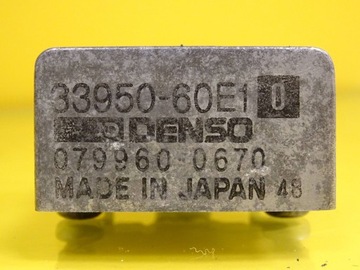 33950-60E1 0
DENSO
079960-0670
MADE IN JAPAN 48